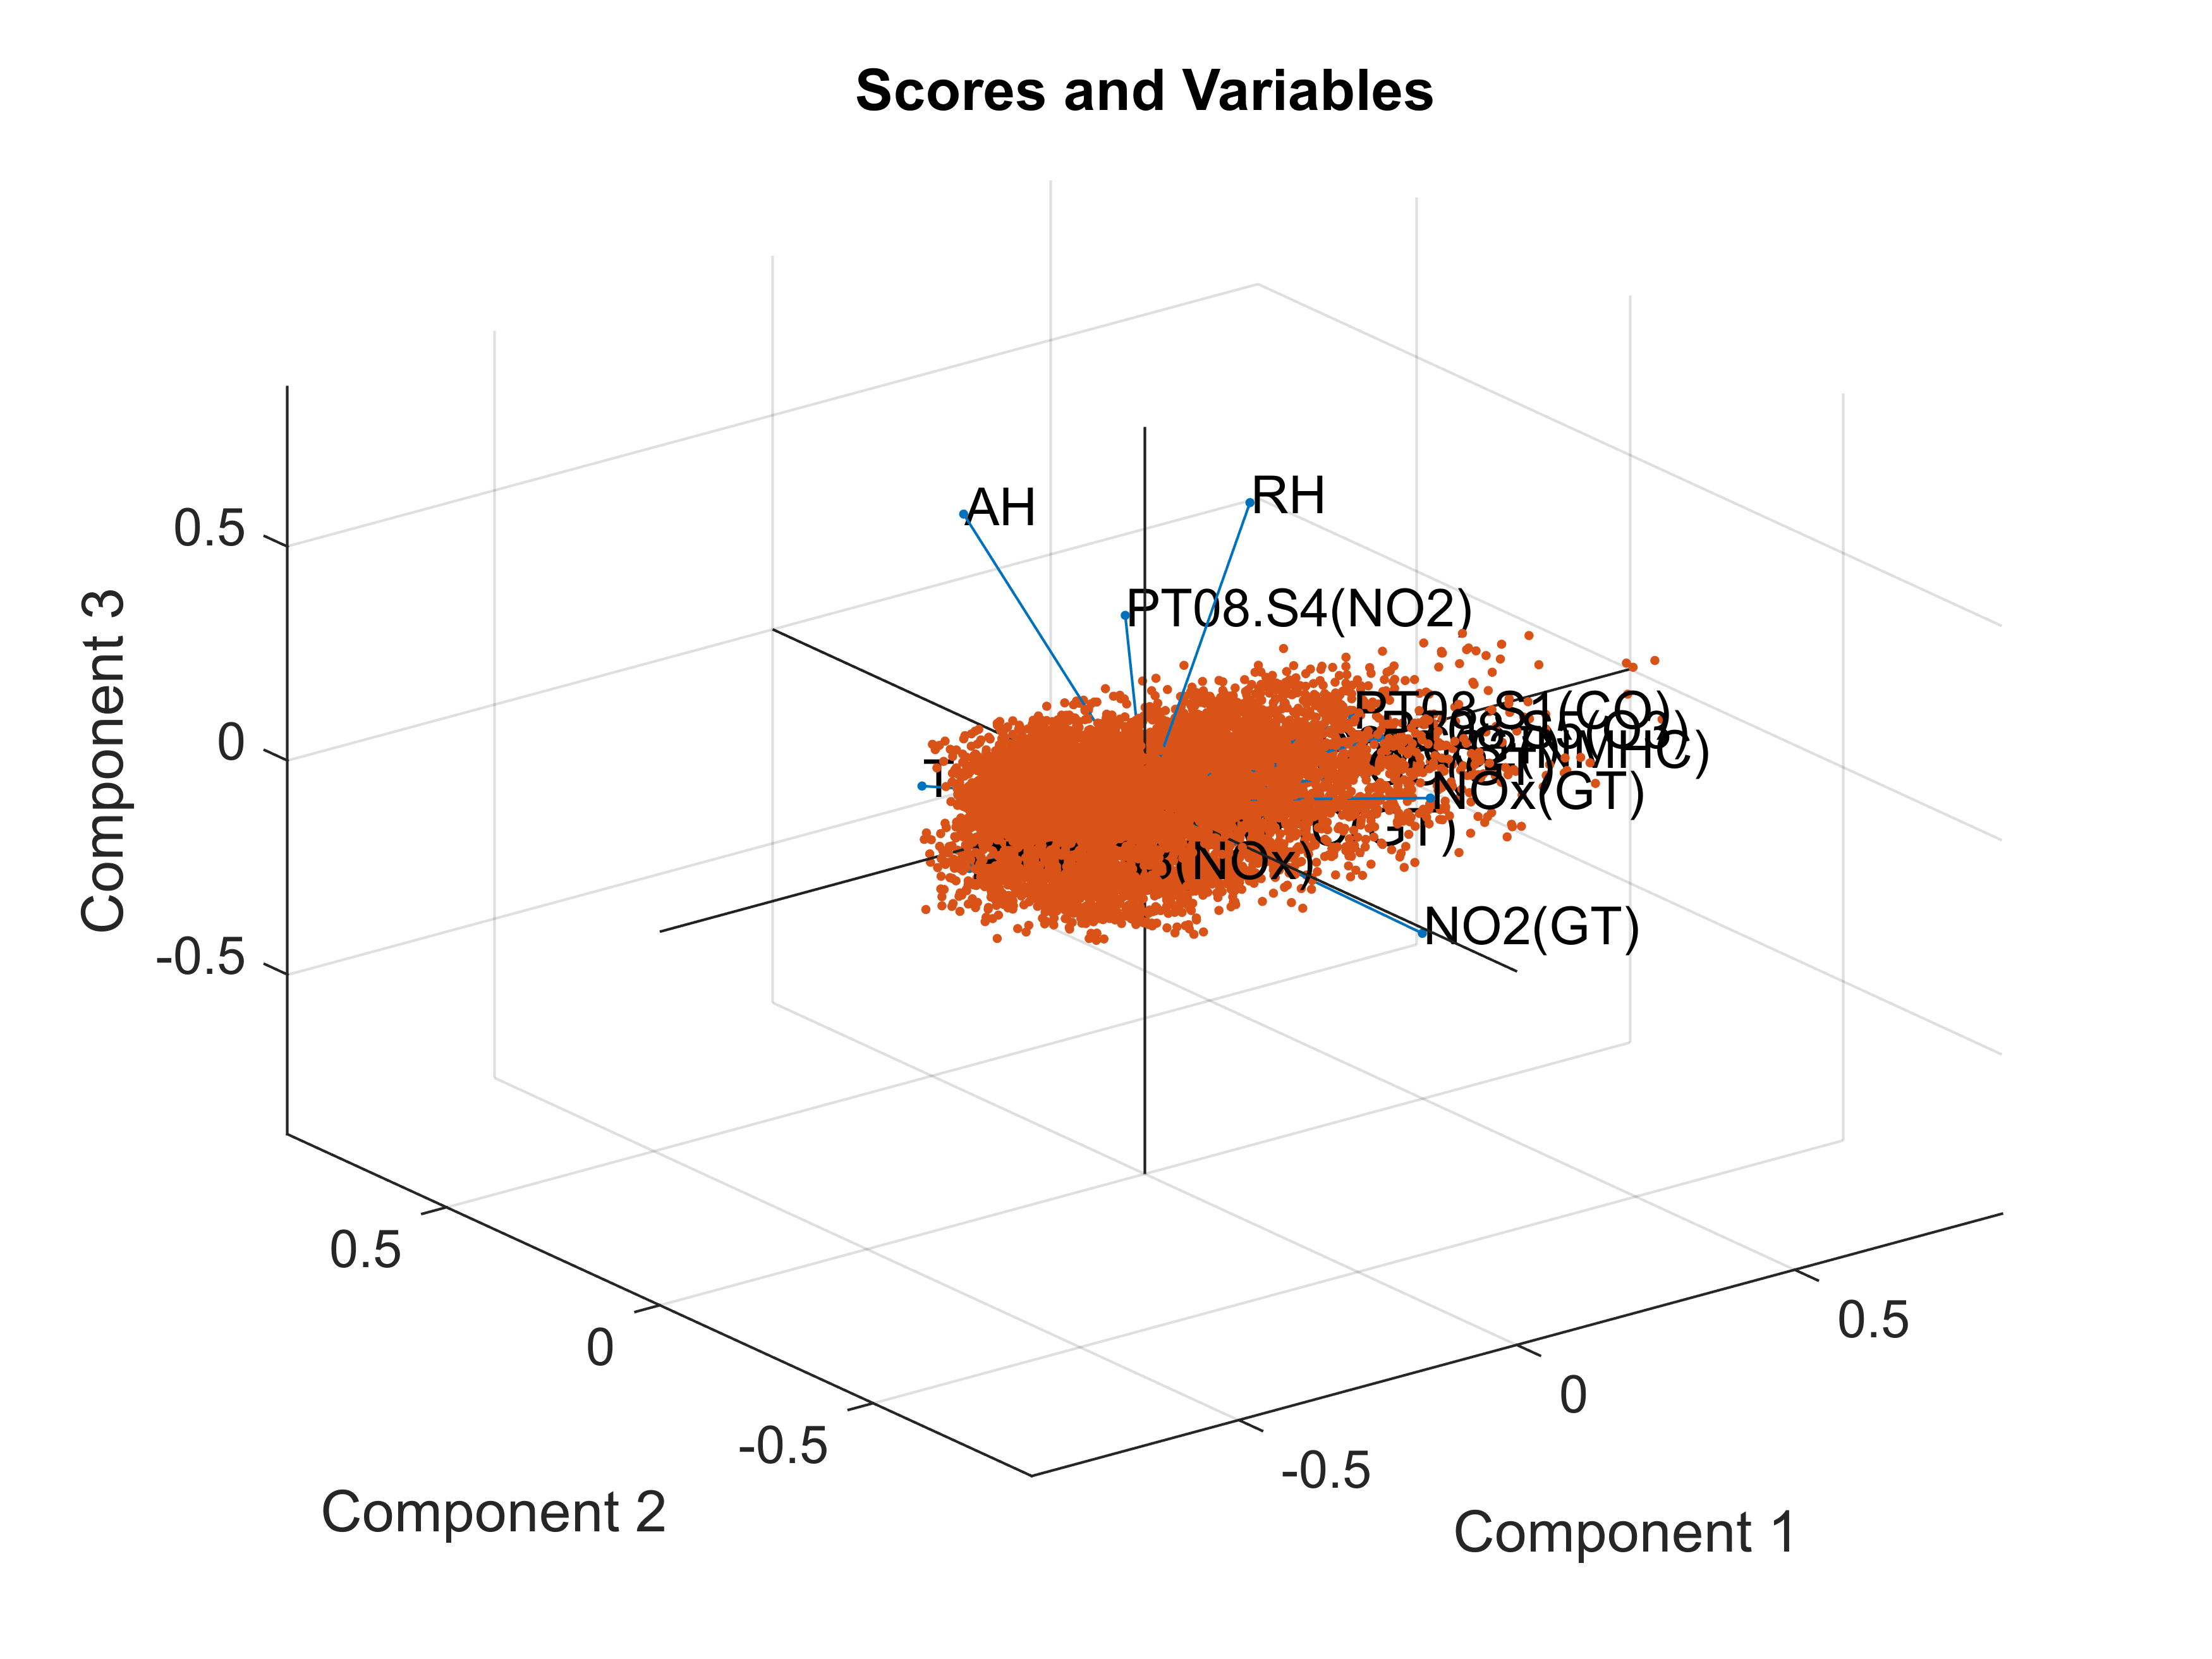 Scores and Variables
AH
RH
PT08.S4(NO2)
PT08.S1(CO)
T
NOx(GT)
NO2(GT)
Component 3
0.5
0
-0.5
Component 2
0.5
0
-0.5
Component 1
-0.5
0
0.5